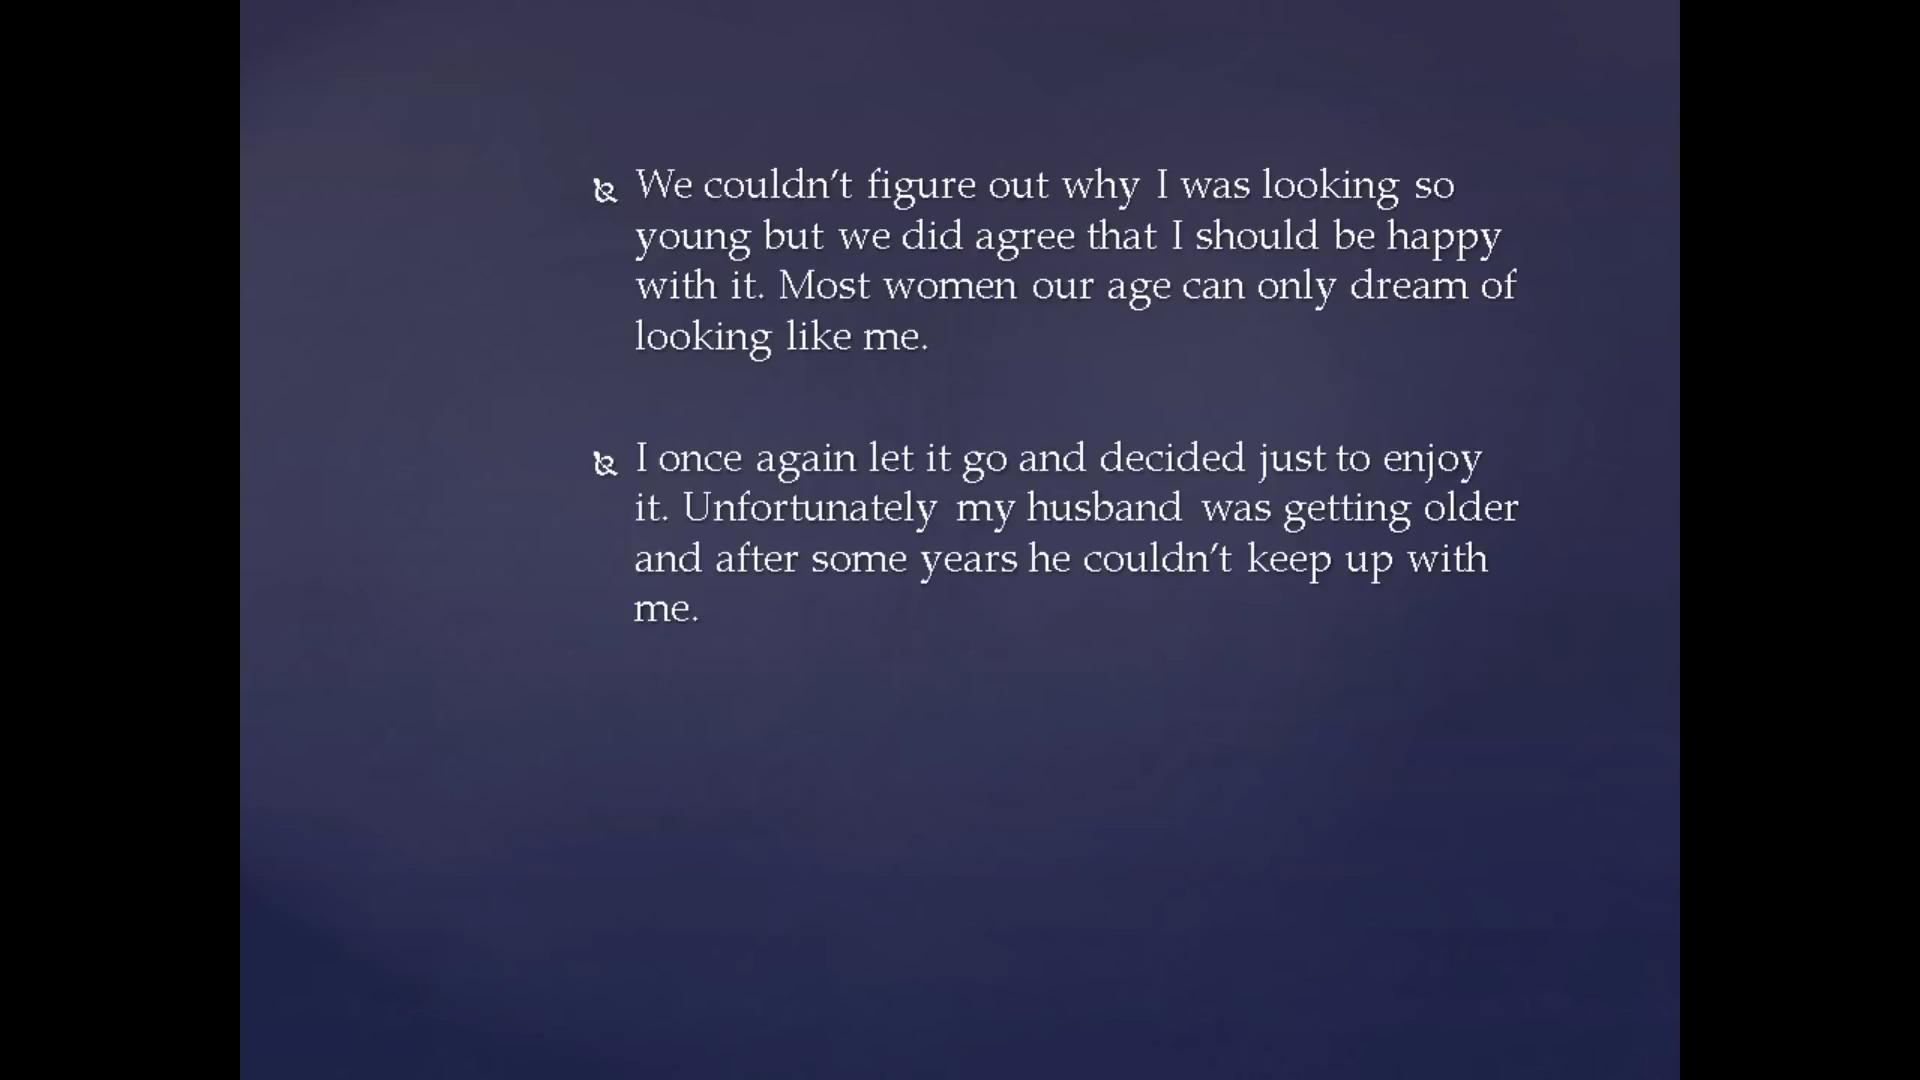 We couldn't figure out why I was looking so
young but we did agree that I should be happy
with it. Most women our age can only dream of
looking like me.
I once again let it go and decided just to enjoy
it. Unfortunately my husband was getting older
and after some years he couldn't keep up with
me.